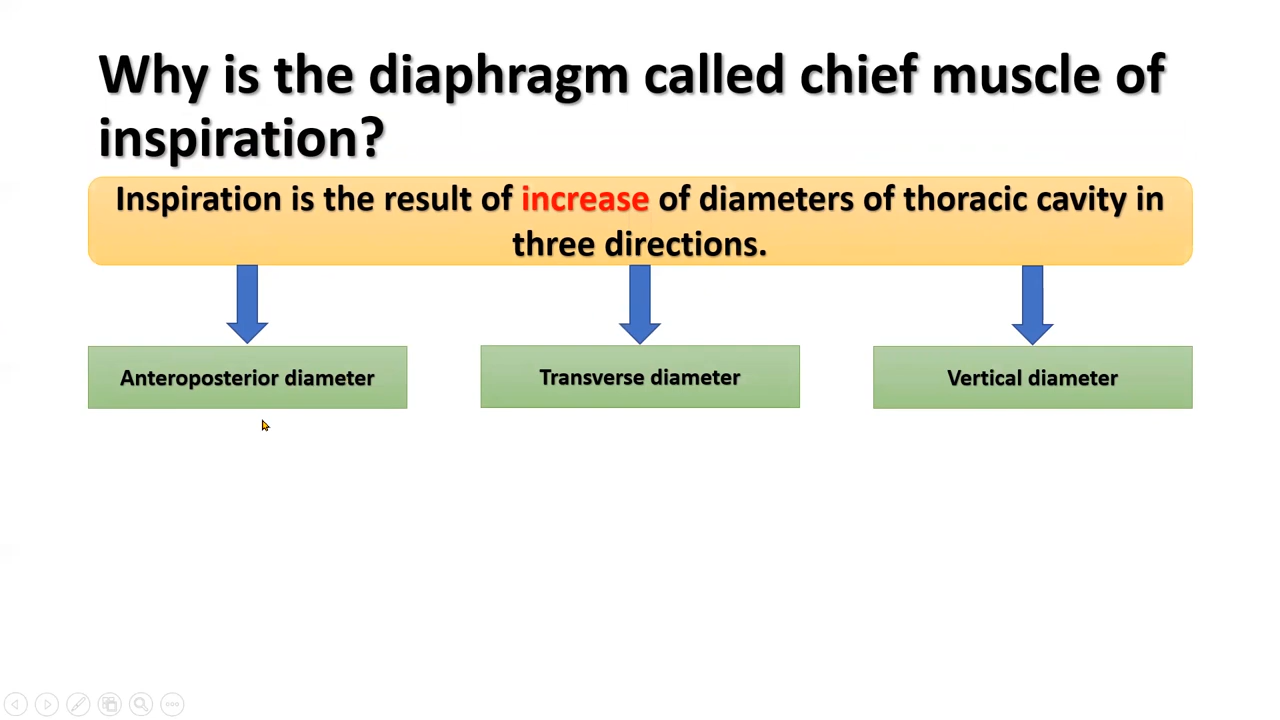 Why is the diaphragm called chief muscle of
inspiration?
Inspiration is the result of increase of diameters of thoracic cavity in
three directions.
Anteroposterior diameter
Transverse diameter
Vertical diameter